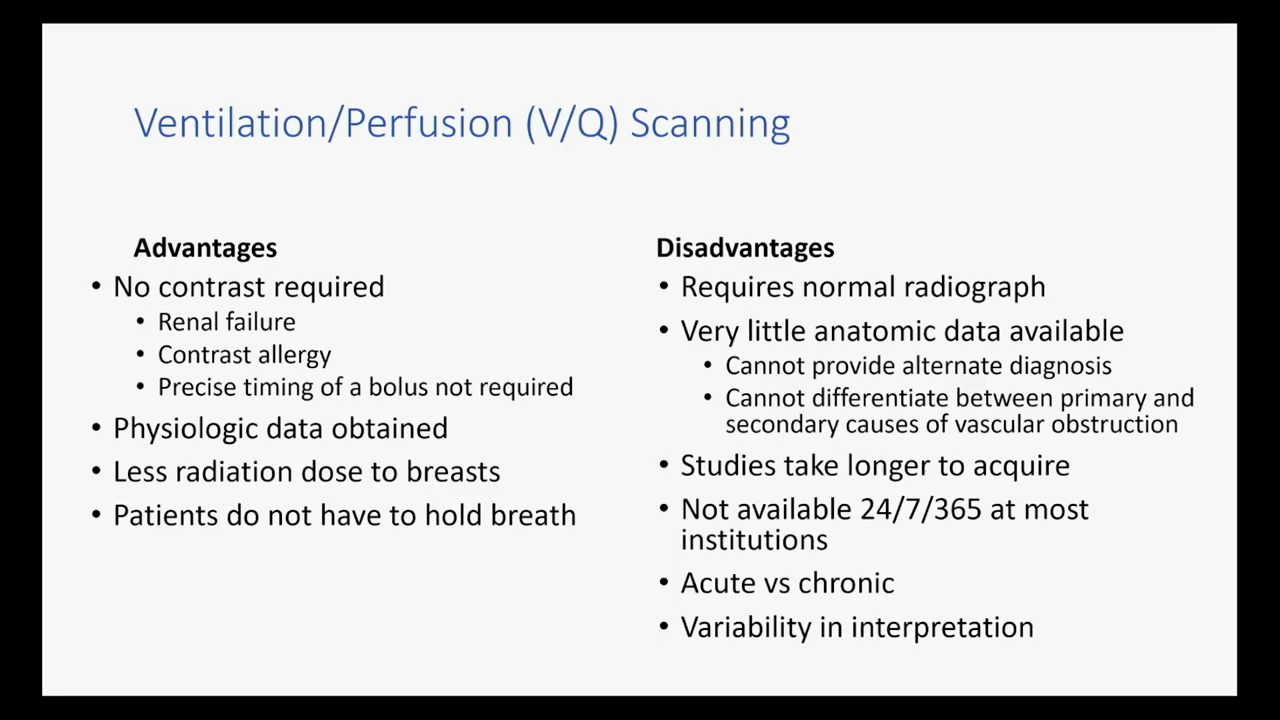 Ventilation/Perfusion (V/Q) Scanning
Advantages
• No contrast required
• Renal failure
• Contrast allergy
• Precise timing of a bolus not required
• Physiologic data obtained
• Less radiation dose to breasts
• Patients do not have to hold breath
Disadvantages
• Requires normal radiograph
• Very little anatomic data available
• Cannot provide alternate diagnosis
• Cannot differentiate between primary and
secondary causes of vascular obstruction
• Studies take longer to acquire
• Not available 24/7/365 at most
institutions
• Acute vs chronic
• Variability in interpretation